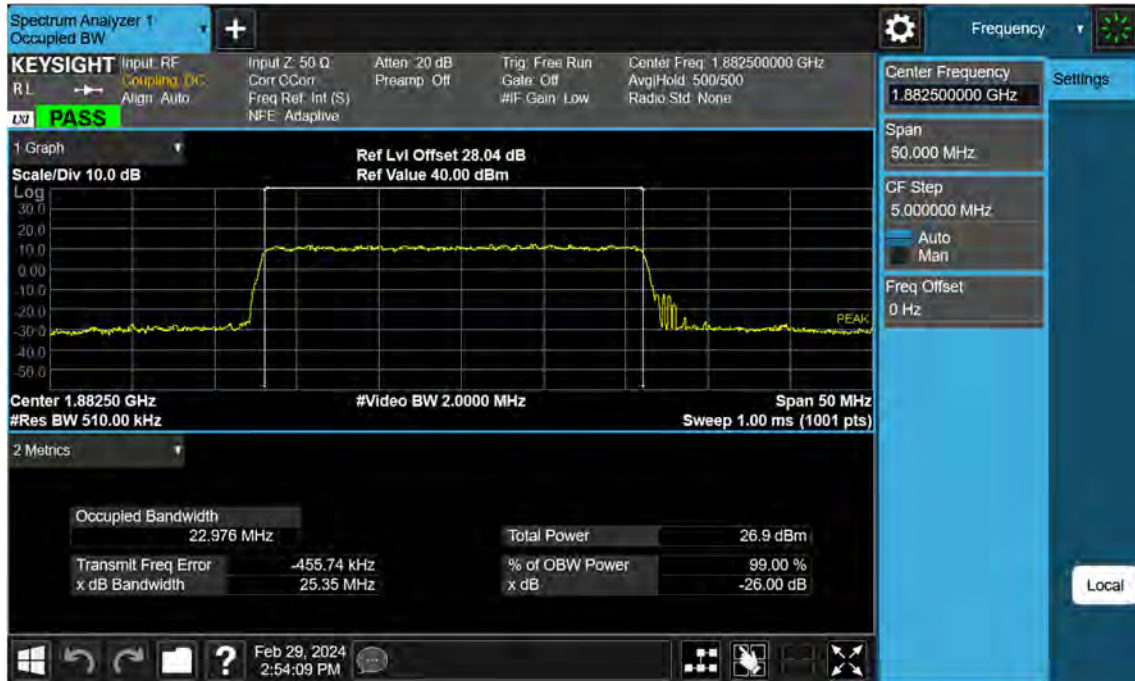 Spectrum Analyzer 1
Occupied BW
+
Frequency
KEYSIGHT
RL
LXI PASS
Input: RF
Coupling: DC
Align: Auto
Input Z: 50 Ω
Corr CCorr
Freq Ref: Int (S)
NFE: Adaptive
Atten: 20 dB
Preamp: Off
Trig: Free Run
Gate: Off
#IF Gain: Low
Center Freq: 1.882500000 GHz
Avg|Hold: 500/500
Radio Std: None
Center Frequency
1.882500000 GHz
Settings
Span
50.000 MHz
CF Step
5.000000 MHz
Auto
Man
Freq Offset
0 Hz
Local
1 Graph
Scale/Div 10.0 dB
Ref Lvl Offset 28.04 dB
Ref Value 40.00 dBm
Log
30.0
20.0
10.0
0.00
-10.0
-20.0
-30.0
-40.0
-50.0
PEAK
Center 1.88250 GHz
#Video BW 2.0000 MHz
Span 50 MHz
#Res BW 510.00 kHz
Sweep 1.00 ms (1001 pts)
2 Metrics
Occupied Bandwidth
22.976 MHz
Total Power 26.9 dBm
Transmit Freq Error -455.74 kHz
% of OBW Power 99.00 %
x dB Bandwidth 25.35 MHz
x dB -26.00 dB
?
Feb 29, 2024
2:54:09 PM